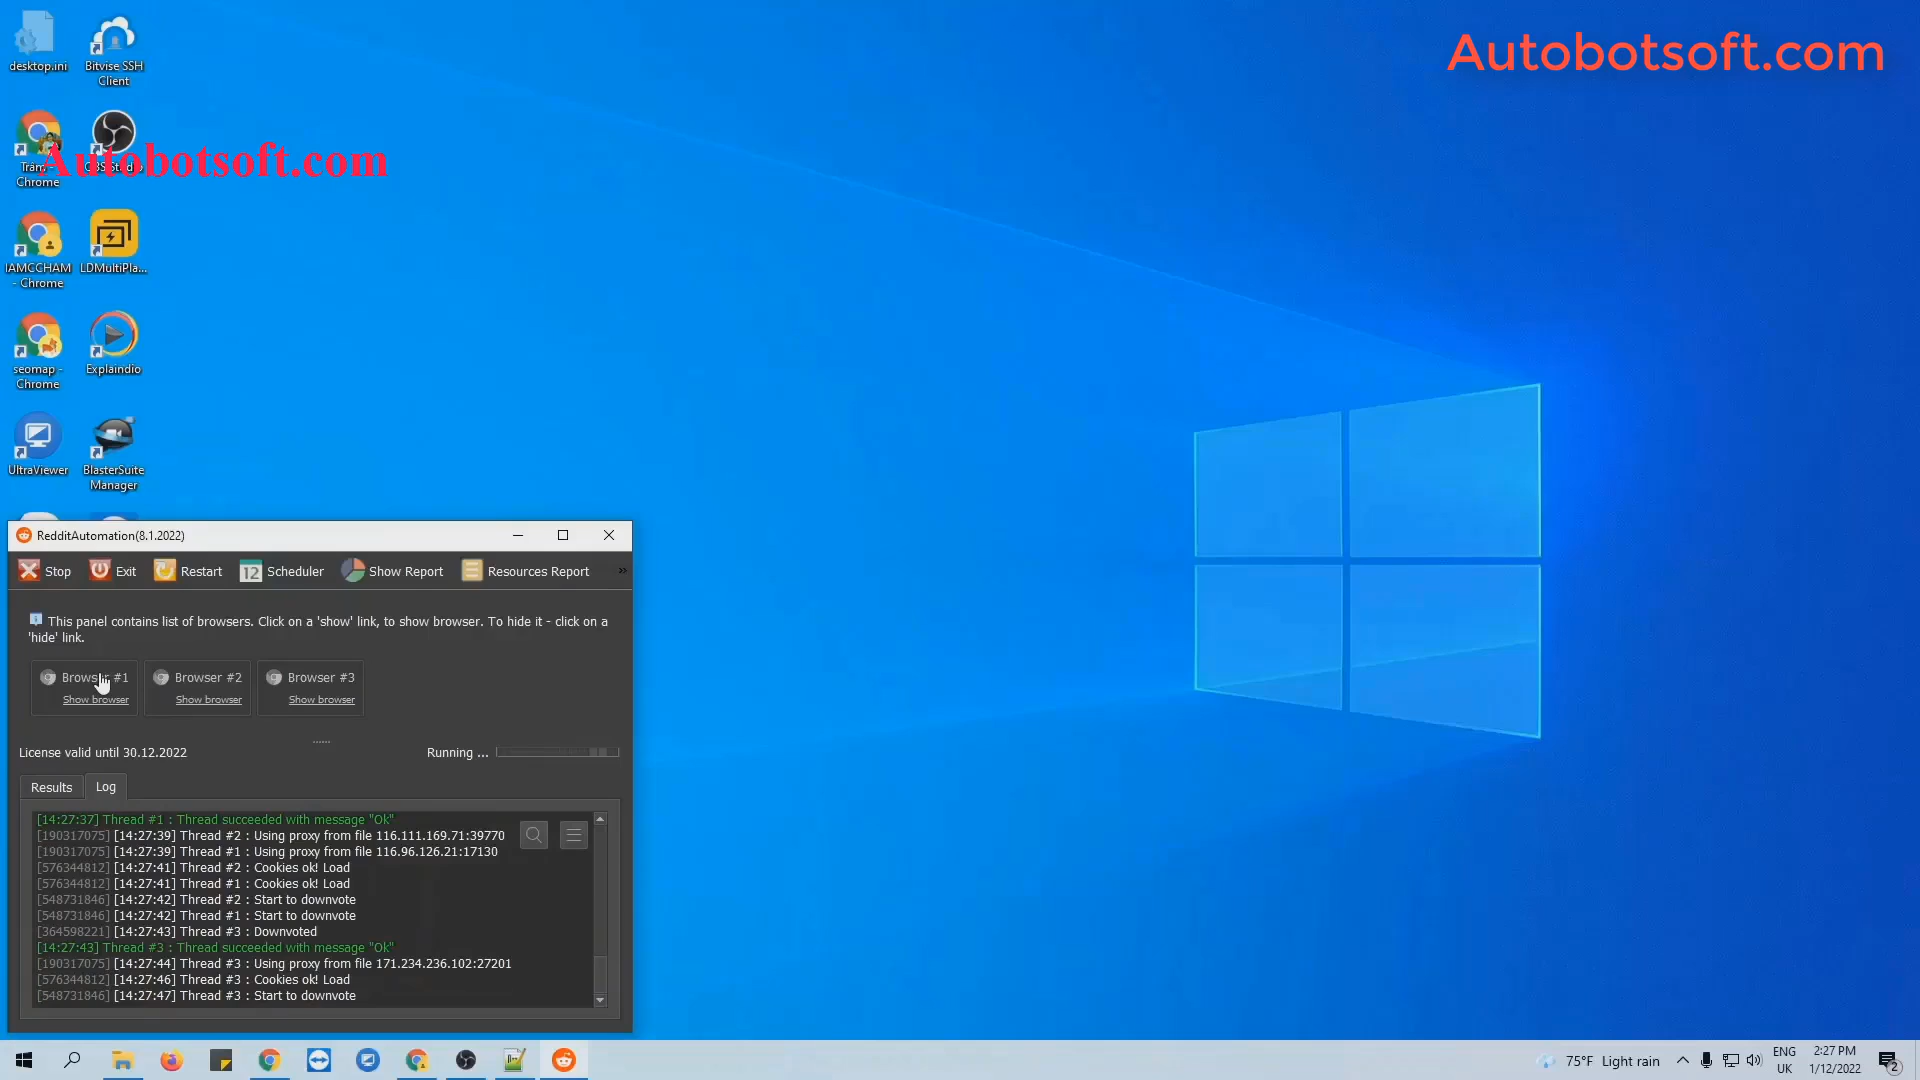 Autobotsoft.com
desktop.ini
Bitvise SSH
Client
Autobotsoft.com
Chrome
IAMCCHAM
- Chrome
LDMultiPla...
seomap -
Chrome
Explaindio
UltraViewer
BlasterSuite
Manager
RedditAutomation(8.1.2022)
Stop
Exit
Restart
12
Scheduler
Show Report
Resources Report
»
This panel contains list of browsers. Click on a 'show' link, to show browser. To hide it - click on a
'hide' link.
Browser #1
Show browser
Browser #2
Show browser
Browser #3
Show browser
License valid until 30.12.2022
Running ...
Results
Log
[14:27:37] Thread #1 : Thread succeeded with message "Ok"
[190317075] [14:27:39] Thread #2 : Using proxy from file 116.111.169.71:39770
[190317075] [14:27:39] Thread #1 : Using proxy from file 116.96.126.21:17130
[576344812] [14:27:41] Thread #2 : Cookies ok! Load
[576344812] [14:27:41] Thread #1 : Cookies ok! Load
[548731846] [14:27:42] Thread #2 : Start to downvote
[548731846] [14:27:42] Thread #1 : Start to downvote
[364598221] [14:27:43] Thread #3 : Downvoted
[14:27:43] Thread #3 : Thread succeeded with message "Ok"
[190317075] [14:27:44] Thread #3 : Using proxy from file 171.234.236.102:27201
[576344812] [14:27:46] Thread #3 : Cookies ok! Load
[548731846] [14:27:47] Thread #3 : Start to downvote
75°F Light rain
ENG
UK
2:27 PM
1/12/2022
2